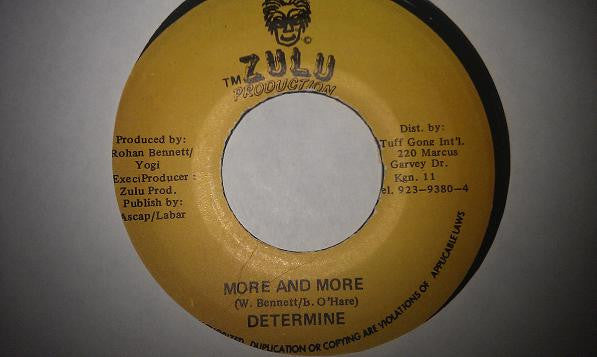 ©
TM ZULU
PRODUCTION
Produced by:
Rohan Bennett/
Yogi
ExeciProducer :
Zulu Prod.
Publish by:
Ascap/Labar
Dist. by:
Tuff Gong Int'l.
220 Marcus
Garvey Dr.
Kgn. 11
el. 923-9380-4
MORE AND MORE
(W. Bennett/B. O'Hare)
DETERMINE
DUPLICATION OR COPYING ARE VIOLATIONS OF APPLICABLE LAWS